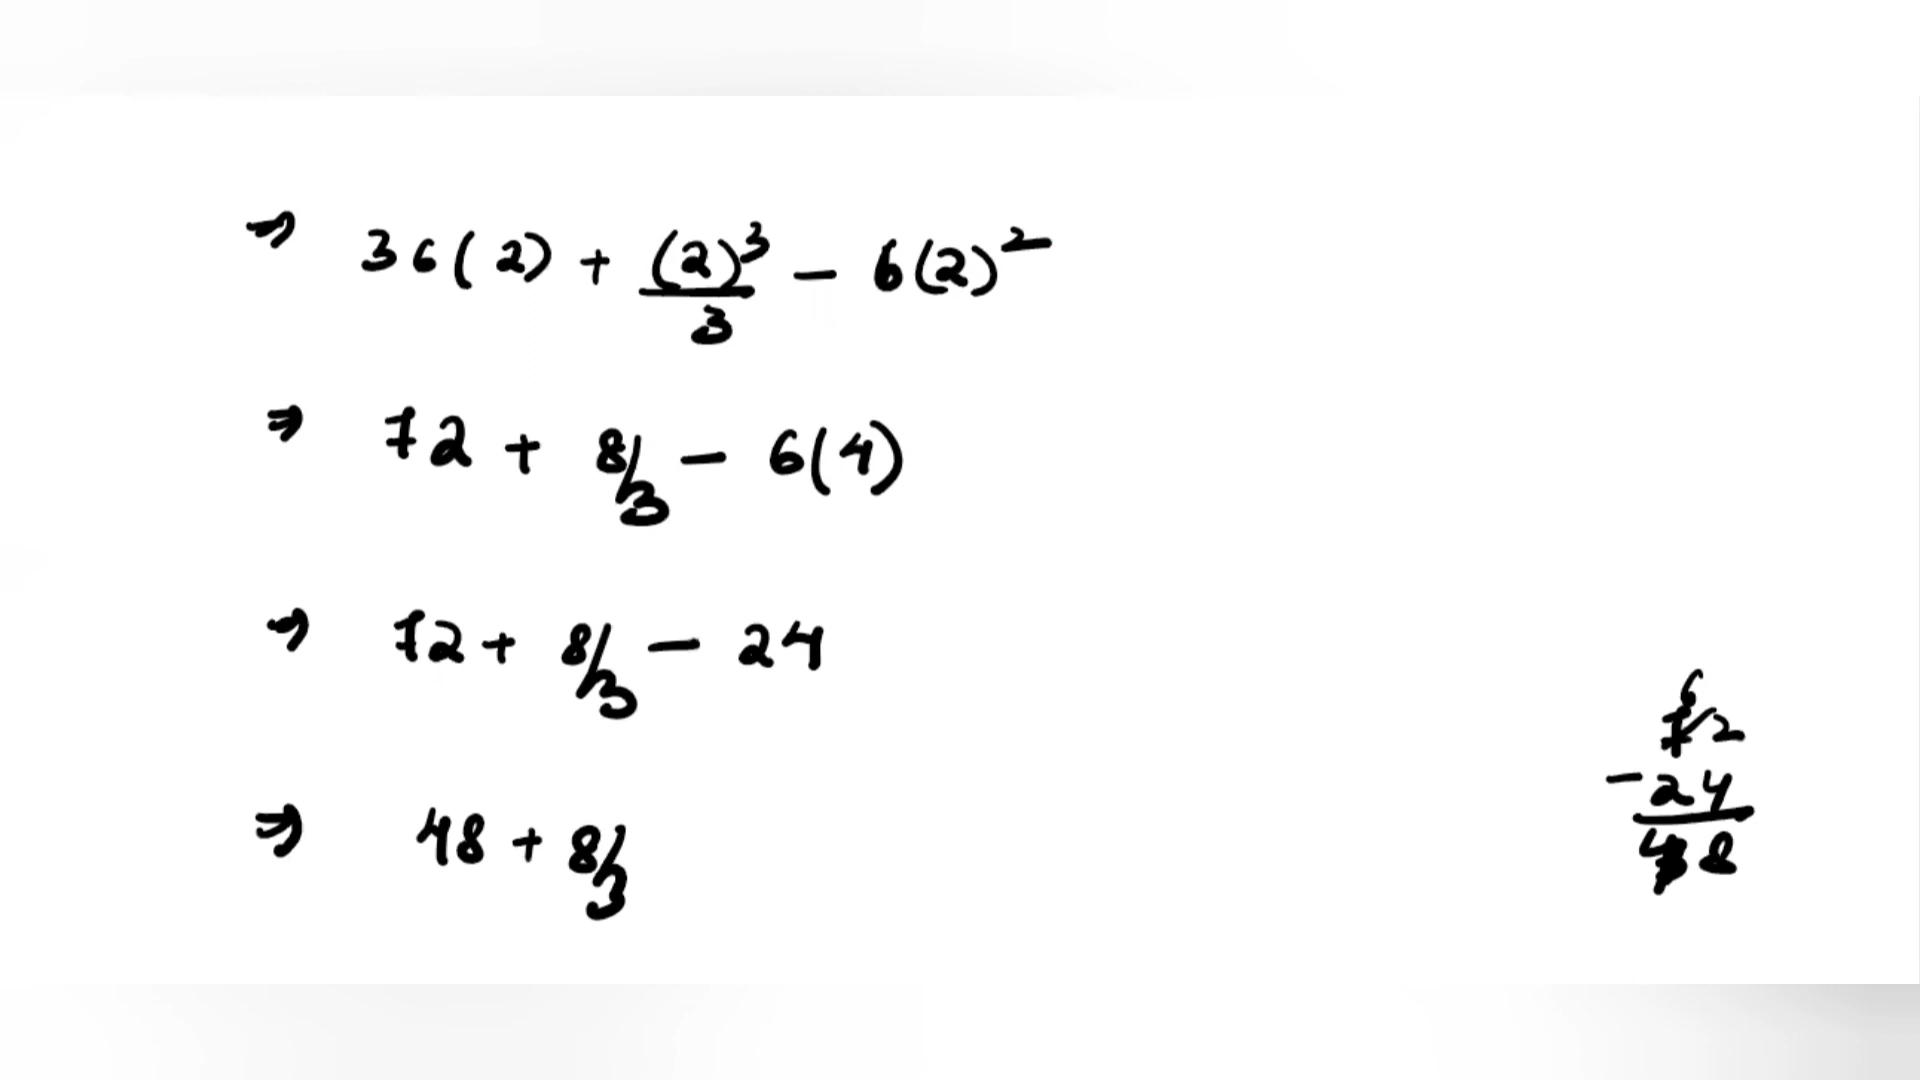 ⇒ 36(2) + (2)³/3 - 6(2)²
⇒ 72 + 8/3 - 6(4)
⇒ 72 + 8/3 - 24
⇒ 48 + 8/3
6
72
- 24
48